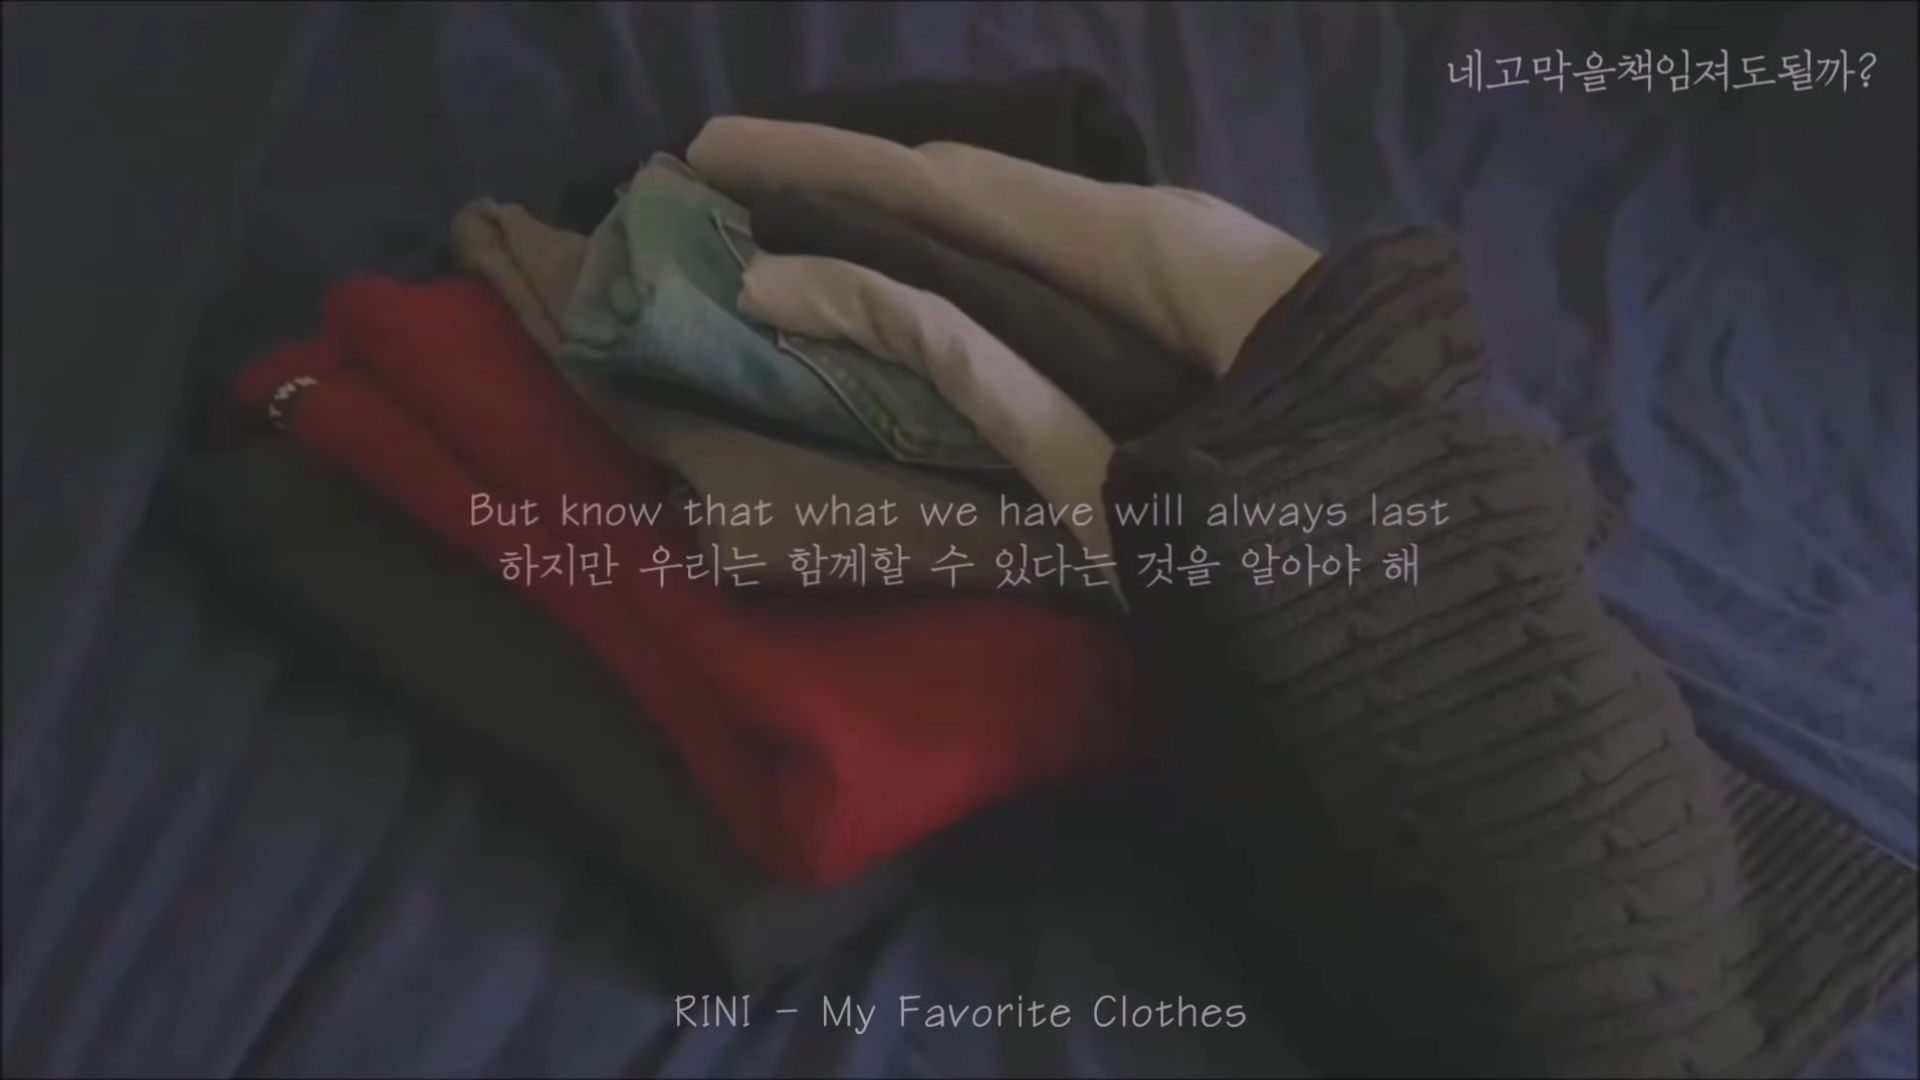 네고막을책임져도될까?
But know that what we have will always last
하지만 우리는 함께할 수 있다는 것을 알아야 해
RINI - My Favorite Clothes